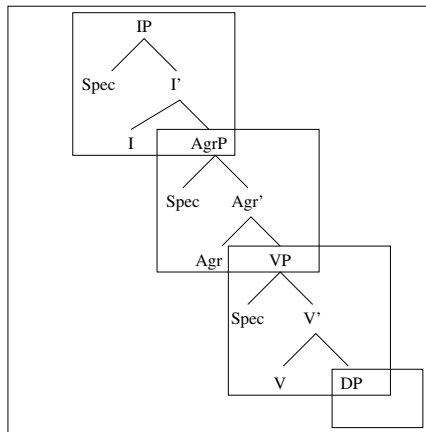 IP
Spec I'
I AgrP
Spec Agr'
Agr VP
Spec V'
V DP